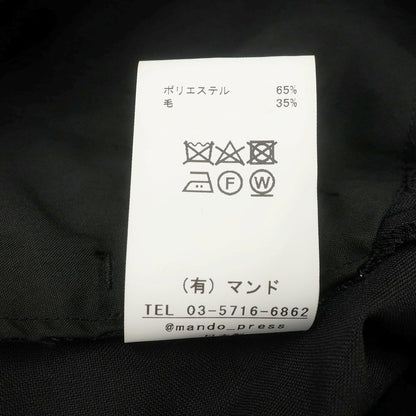 ポリエステル 65%
毛 35%
F W
(有) マンド
TEL 03-5716-6862
@mando_press